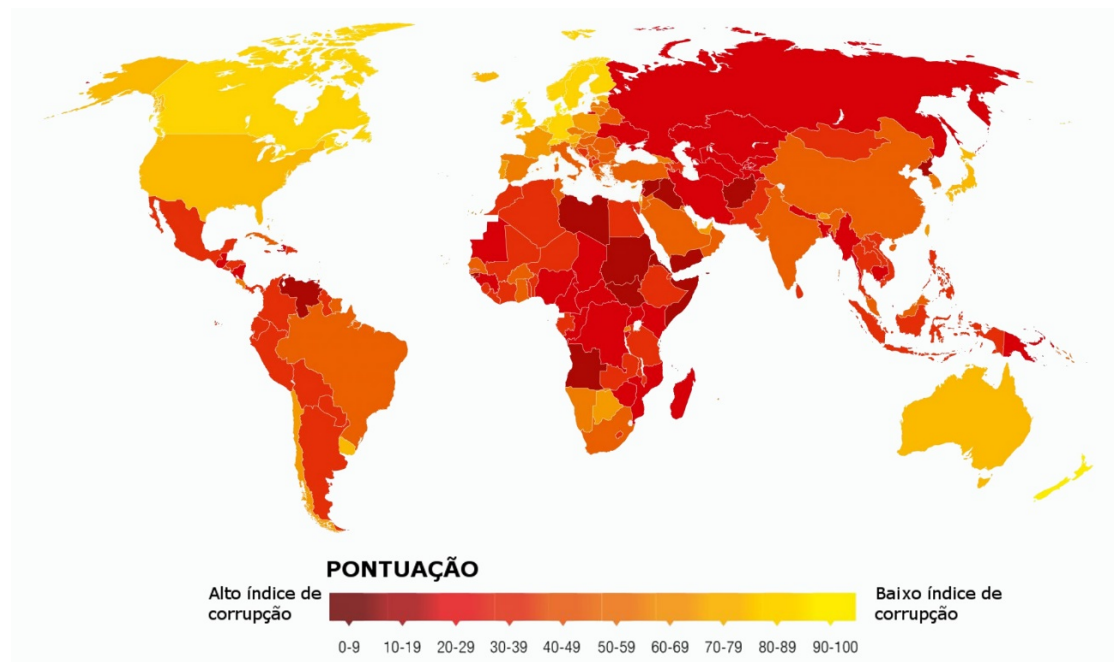 PONTUAÇÃO
Alto índice de
corrupção
Baixo índice de
corrupção
0-9 10-19 20-29 30-39 40-49 50-59 60-69 70-79 80-89 90-100